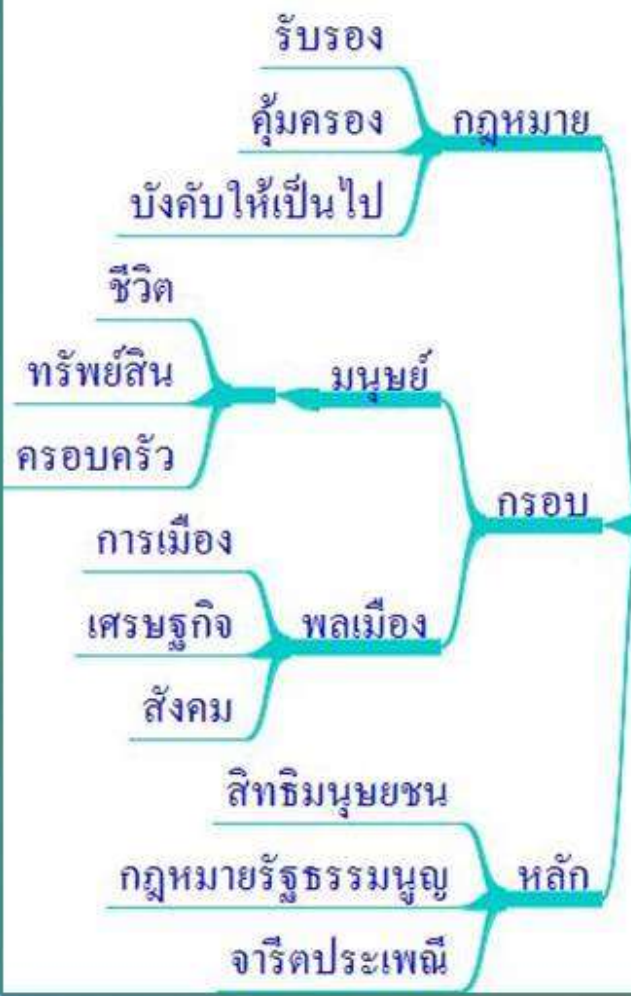 รับรอง
คุ้มครอง
กฎหมาย
บังคับให้เป็นไป
ชีวิต
ทรัพย์สิน
มนุษย์
ครอบครัว
กรอบ
การเมือง
เศรษฐกิจ
พลเมือง
สังคม
สิทธิมนุษยชน
กฎหมายรัฐธรรมนูญ
หลัก
จารีตประเพณี